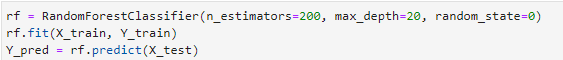 rf = RandomForestClassifier(n_estimators=200, max_depth=20, random_state=0)
rf.fit(X_train, Y_train)
Y_pred = rf.predict(X_test)